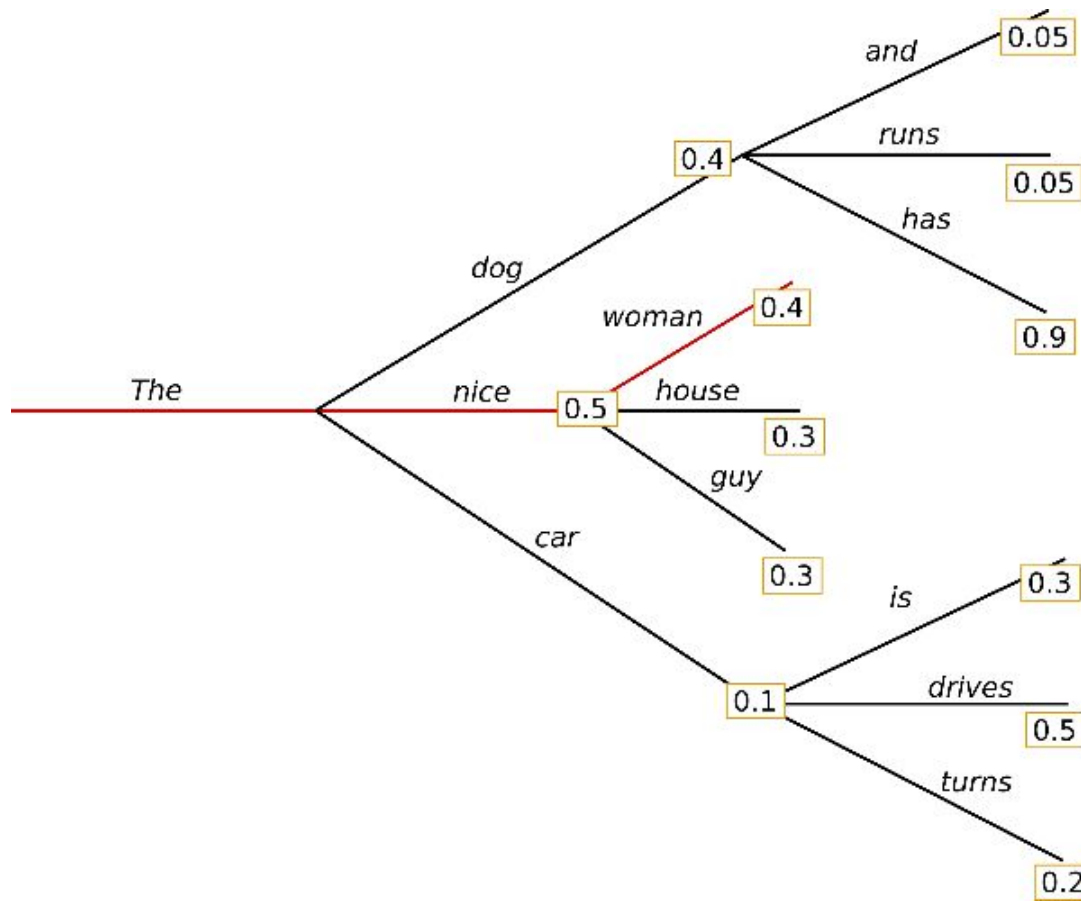 0.05
and
runs
0.4
0.05
has
dog
woman
0.4
0.9
The
nice
0.5
house
0.3
guy
car
0.3
is
0.3
drives
0.1
0.5
turns
0.2